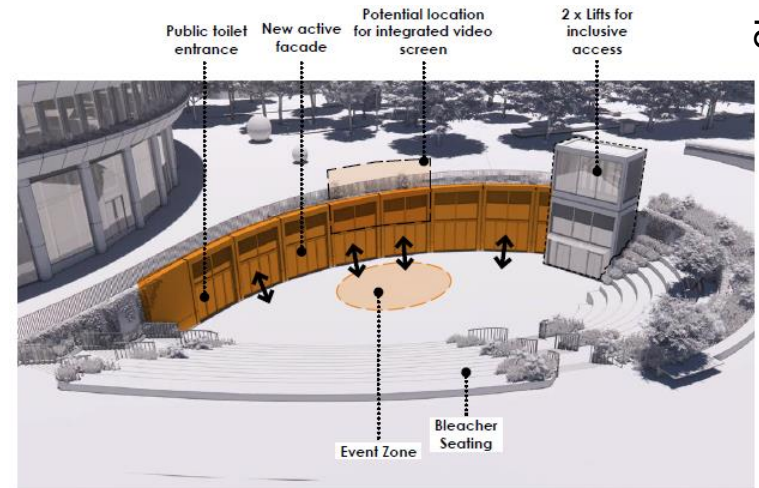 Public toilet
entrance
New active
facade
Potential location
for integrated video
screen
2 x Lifts for
inclusive
access
Bleacher
Seating
Event Zone